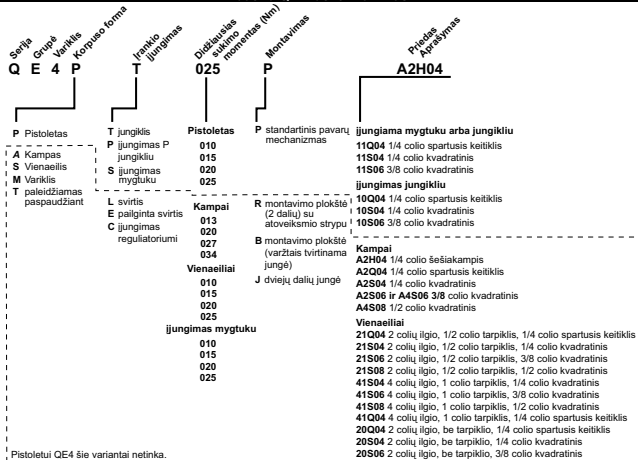 Serija
Grupė
Variklis
Korpuso forma
Įrankio
įjungimas
Didžiausias
sukimo
momentas (Nm)
Montavimas
Priedas
Aprašymas
Q E 4 P T 025 P A2H04
P Pistoletas
A Kampas
S Vienaeilis
M Variklis
T paleidžiamas
paspaudžiant
T jungiklis
P įjungimas P
jungikliu
S įjungimas
mygtuku
L svirtis
E pailginta svirtis
C įjungimas
reguliatoriumi
Pistoletas
010
015
020
025
Kampai
013
020
027
034
Vienaeiliai
010
015
020
025
įjungimas mygtuku
010
015
020
025
P standartinis pavarų
mechanizmas
R montavimo plokštė
(2 dalių) su
atoveiksmio strypu
B montavimo plokštė
(varžtais tvirtinama
jungė)
J dviejų dalių jungė
įjungiama mygtuku arba jungikliu
11Q04 1/4 colio spartusis keitiklis
11S04 1/4 colio kvadratinis
11S06 3/8 colio kvadratinis
įjungimas jungikliu
10Q04 1/4 colio spartusis keitiklis
10S04 1/4 colio kvadratinis
10S06 3/8 colio kvadratinis
Kampai
A2H04 1/4 colio šešiakampis
A2Q04 1/4 colio spartusis keitiklis
A2S04 1/4 colio kvadratinis
A2S06 ir A4S06 3/8 colio kvadratinis
A4S08 1/2 colio kvadratinis
Vienaeiliai
21Q04 2 colių ilgio, 1/2 colio tarpiklis, 1/4 colio spartusis keitiklis
21S04 2 colių ilgio, 1/2 colio tarpiklis, 1/4 colio kvadratinis
21S06 2 colių ilgio, 1/2 colio tarpiklis, 3/8 colio kvadratinis
21S08 2 colių ilgio, 1/2 colio tarpiklis, 1/2 colio kvadratinis
41S04 4 colių ilgio, 1 colio tarpiklis, 1/4 colio kvadratinis
41S06 4 colių ilgio, 1 colio tarpiklis, 3/8 colio kvadratinis
41S08 4 colių ilgio, 1 colio tarpiklis, 1/2 colio kvadratinis
41Q04 4 colių ilgio, 1 colio tarpiklis, 1/4 colio spartusis keitiklis
20Q04 2 colių ilgio, be tarpiklio, 1/4 colio spartusis keitiklis
20S04 2 colių ilgio, be tarpiklio, 1/4 colio kvadratinis
20S06 2 colių ilgio, be tarpiklio, 3/8 colio kvadratinis
Pistoletui QE4 šie variantai netinka.